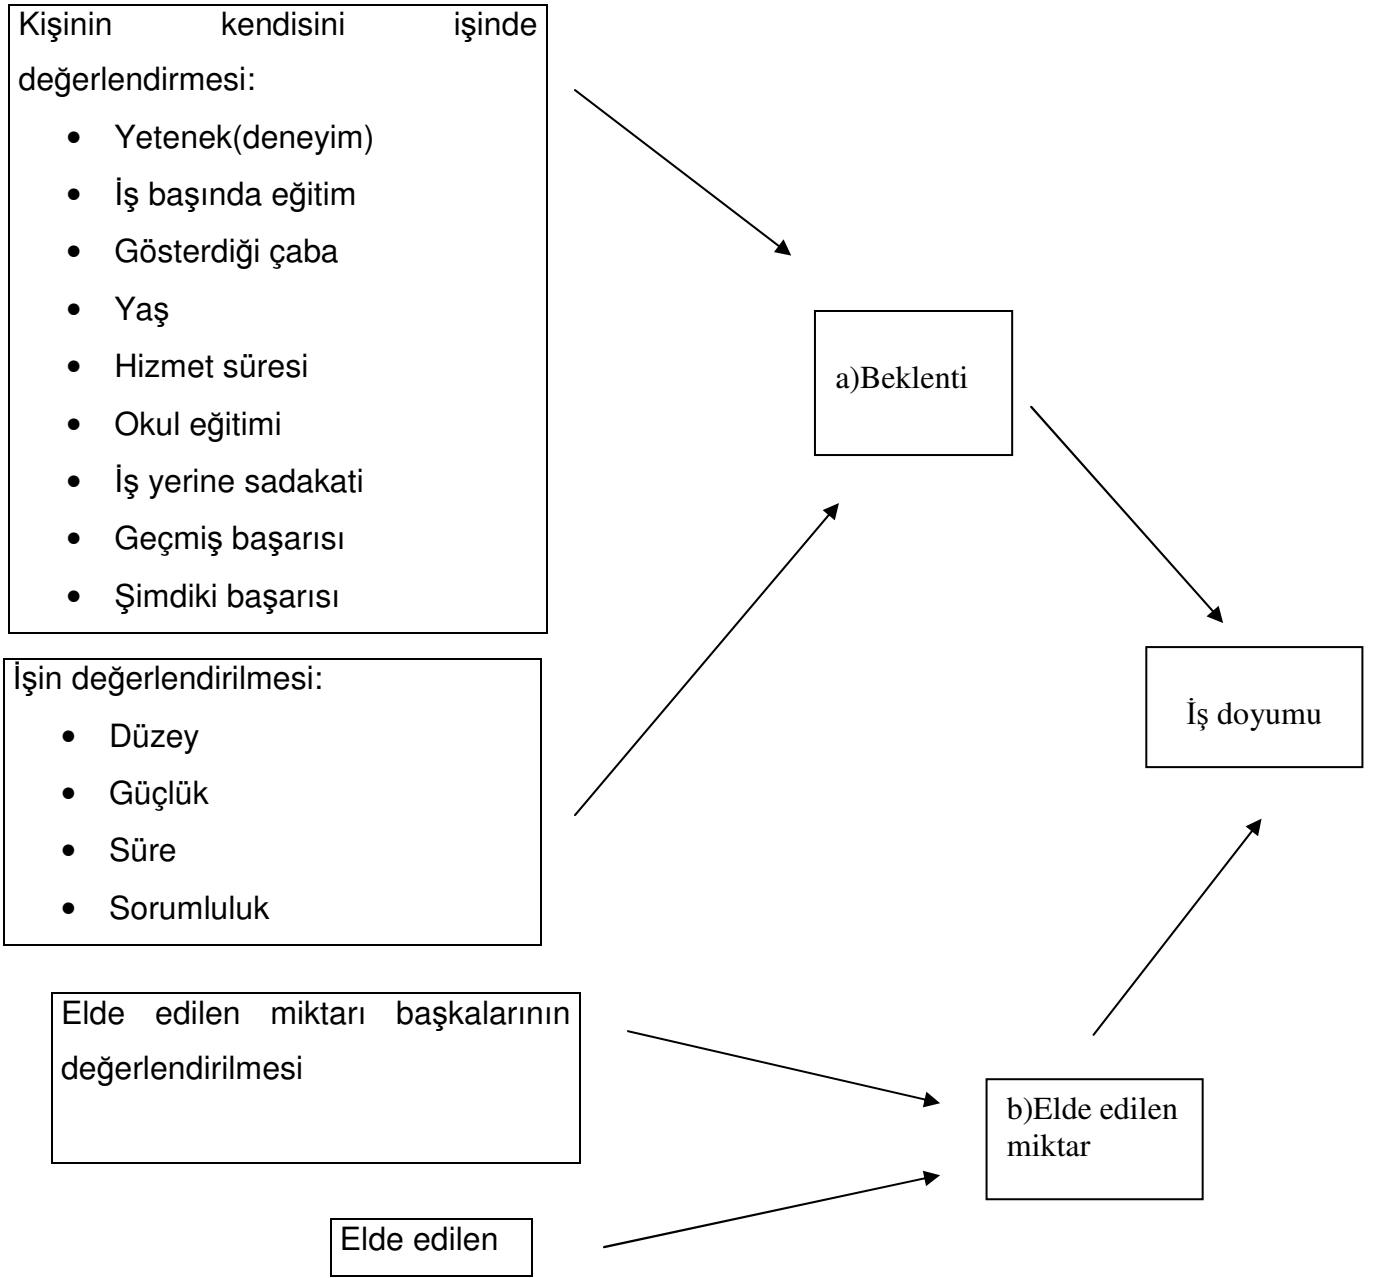 Kişinin kendisini işinde
değerlendirmesi:
• Yetenek(deneyim)
• İş başında eğitim
• Gösterdiği çaba
• Yaş
• Hizmet süresi
• Okul eğitimi
• İş yerine sadakati
• Geçmiş başarısı
• Şimdiki başarısı
a)Beklenti
İşin değerlendirilmesi:
• Düzey
• Güçlük
• Süre
• Sorumluluk
İş doyumu
Elde edilen miktarı başkalarının
değerlendirilmesi
b)Elde edilen
miktar
Elde edilen